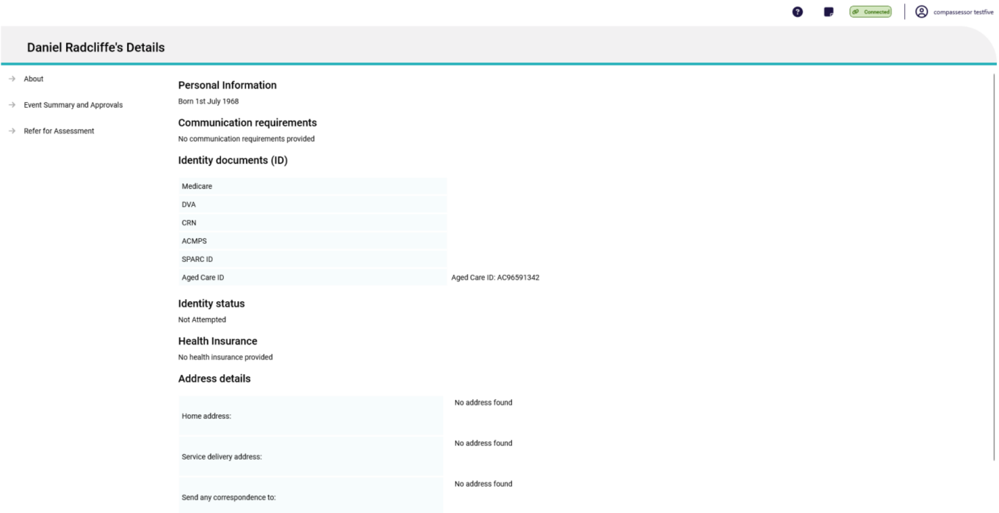 Connected
compassessor testfive
Daniel Radcliffe's Details
About
Event Summary and Approvals
Refer for Assessment
Personal Information
Born 1st July 1968
Communication requirements
No communication requirements provided
Identity documents (ID)
Medicare
DVA
CRN
ACMPS
SPARC ID
Aged Care ID
Aged Care ID: AC96591342
Identity status
Not Attempted
Health Insurance
No health insurance provided
Address details
Home address:
No address found
Service delivery address:
No address found
Send any correspondence to:
No address found